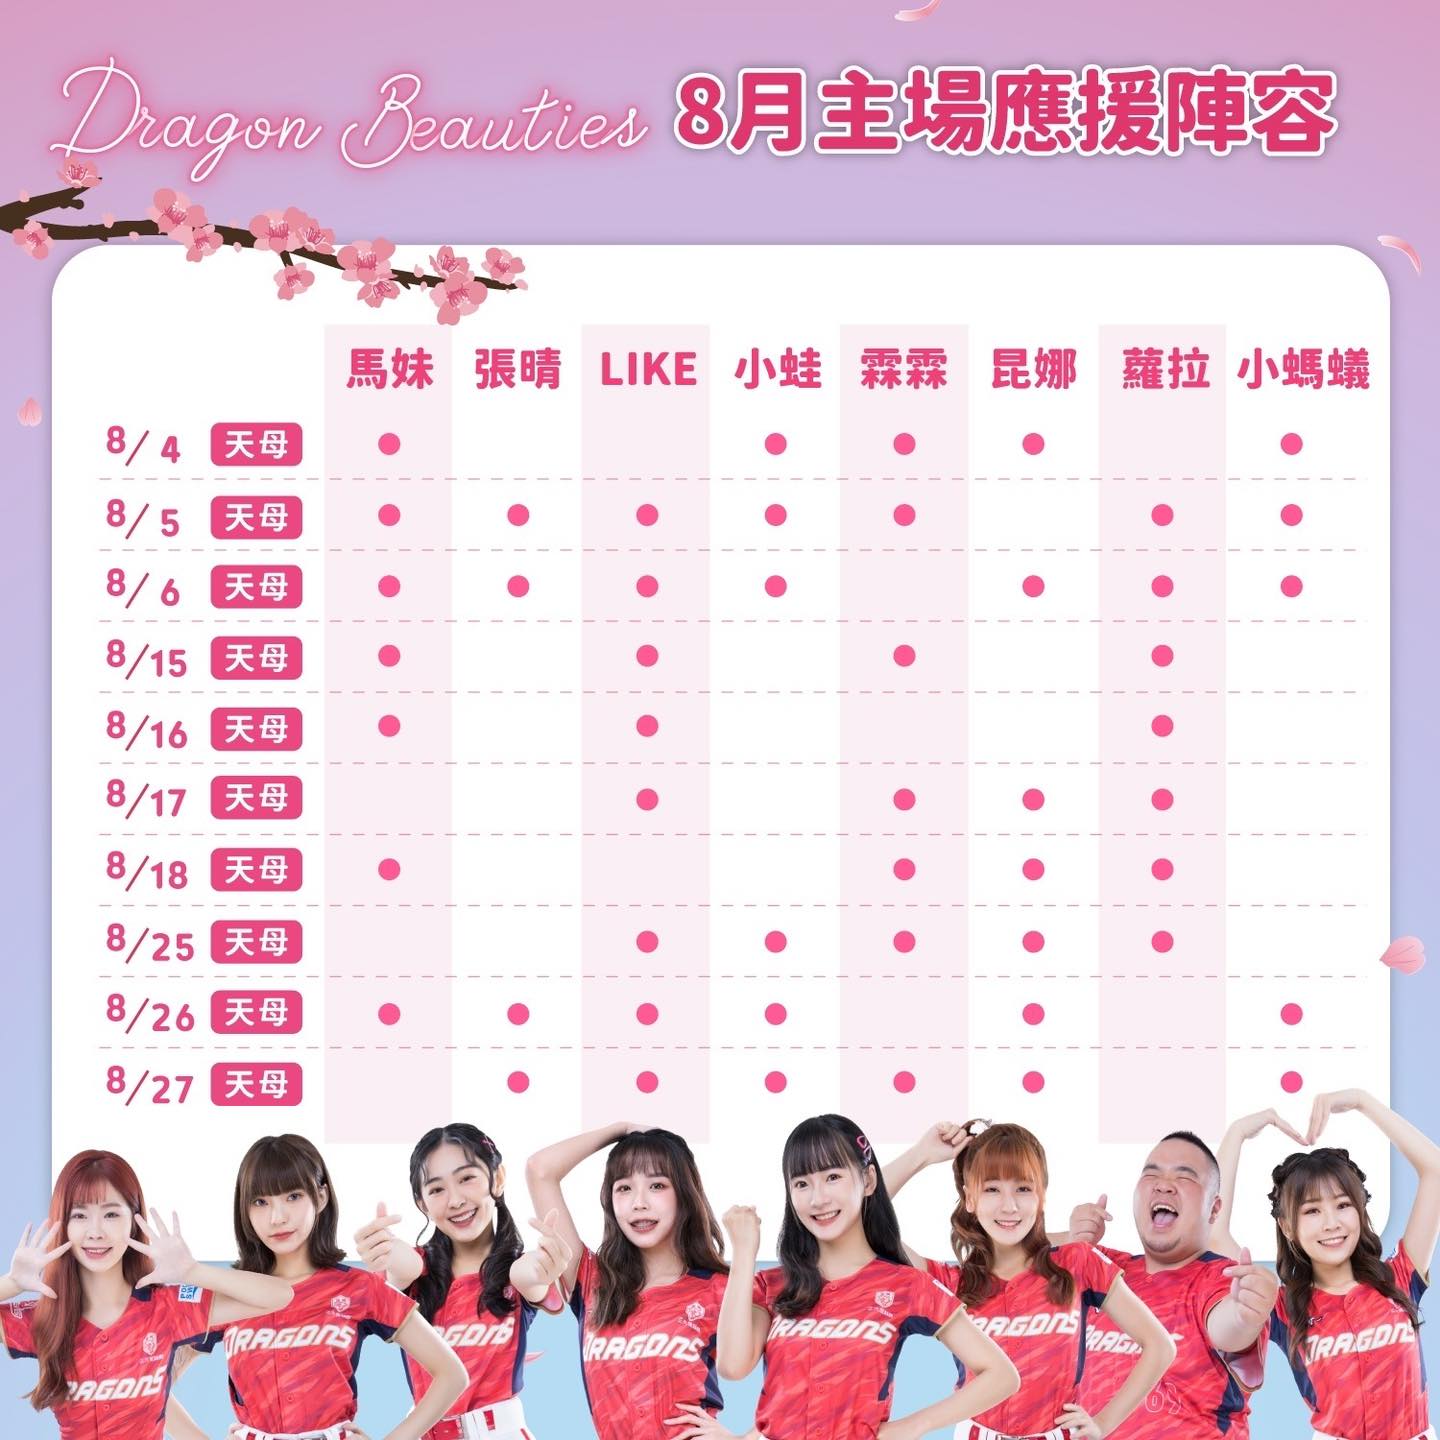 Dragon Beauties 8月主場應援陣容
馬妹 張晴 LIKE 小蛙 霖霖 昆娜 蘿拉 小螞蟻
8/4 天母
8/5 天母
8/6 天母
8/15 天母
8/16 天母
8/17 天母
8/18 天母
8/25 天母
8/26 天母
8/27 天母
DRAGONS DRAGONS DRAGONS DRAGONS DRAGONS DRAGONS DRAGONS DRAGONS